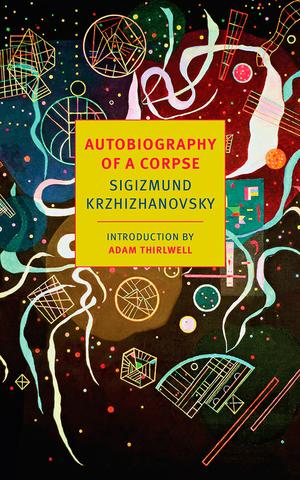 AUTOBIOGRAPHY
OF A CORPSE
SIGIZMUND
KRZHIZHANOVSKY
INTRODUCTION BY
ADAM THIRLWELL